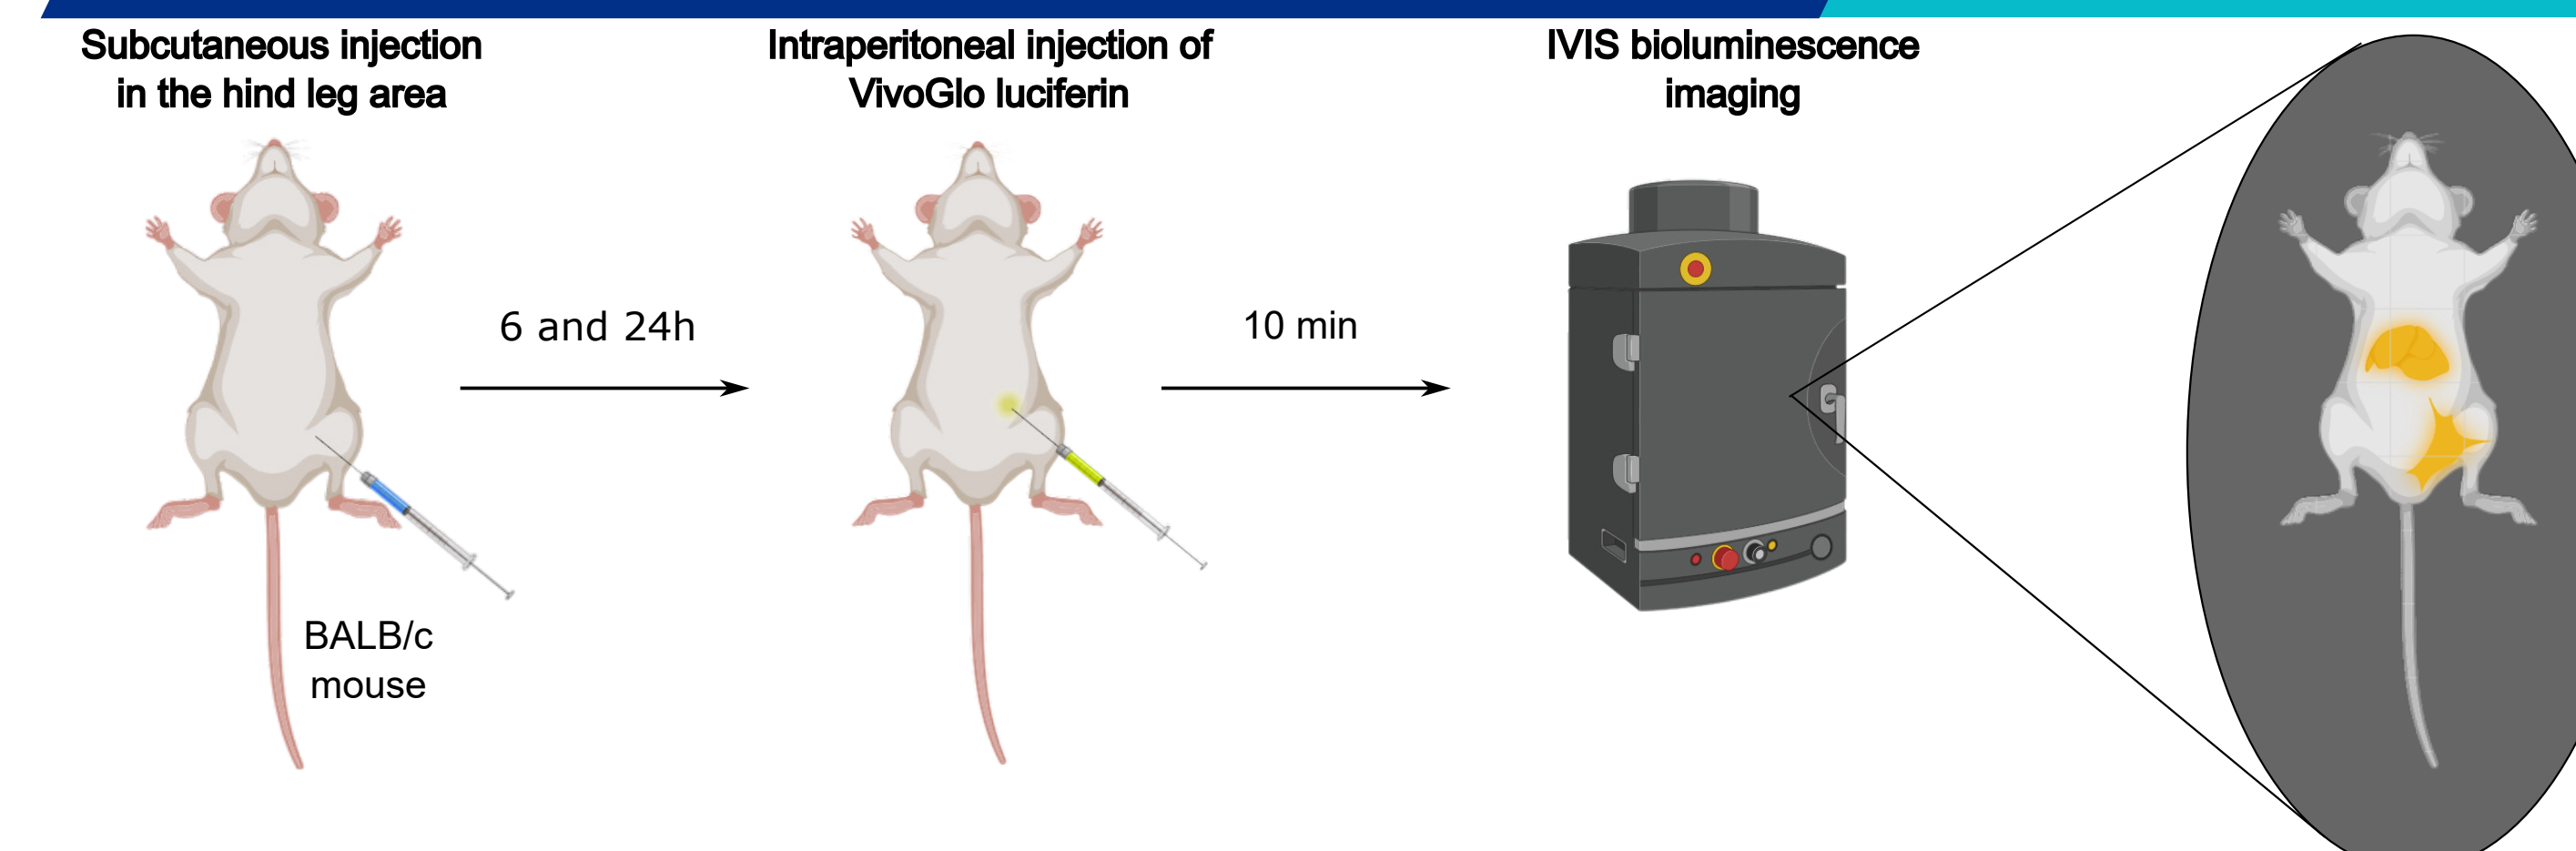 Subcutaneous injection
in the hind leg area
Intraperitoneal injection of
VivoGlo luciferin
IVIS bioluminescence
imaging
6 and 24h
10 min
BALB/c
mouse